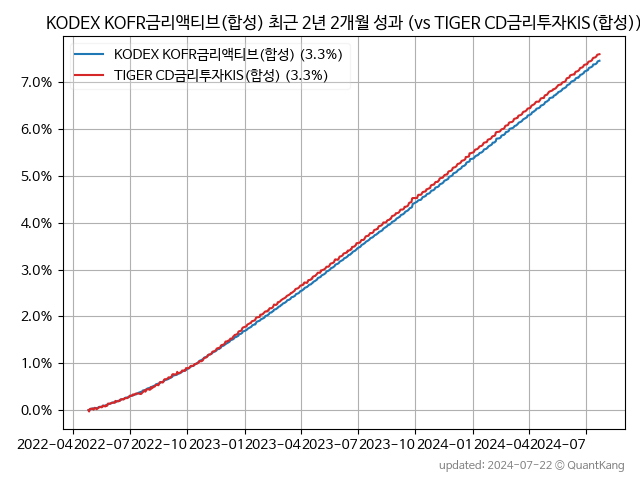 KODEX KOFR금리액티브(합성) 최근 2년 2개월 성과 (vs TIGER CD금리투자KIS(합성))
KODEX KOFR금리액티브(합성) (3.3%)
TIGER CD금리투자KIS(합성) (3.3%)
7.0%
6.0%
5.0%
4.0%
3.0%
2.0%
1.0%
0.0%
2022-04 2022-07 2022-10 2023-01 2023-04 2023-07 2023-10 2024-01 2024-04 2024-07
updated: 2024-07-22 © QuantKang